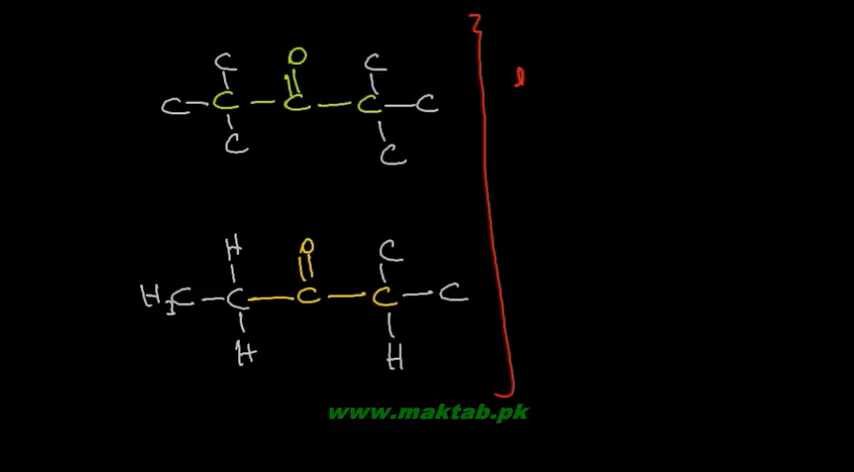 C O C
C - C - C - C - C
C C
H O C
H₃C - C - C - C - C
H H
www.maktab.pk